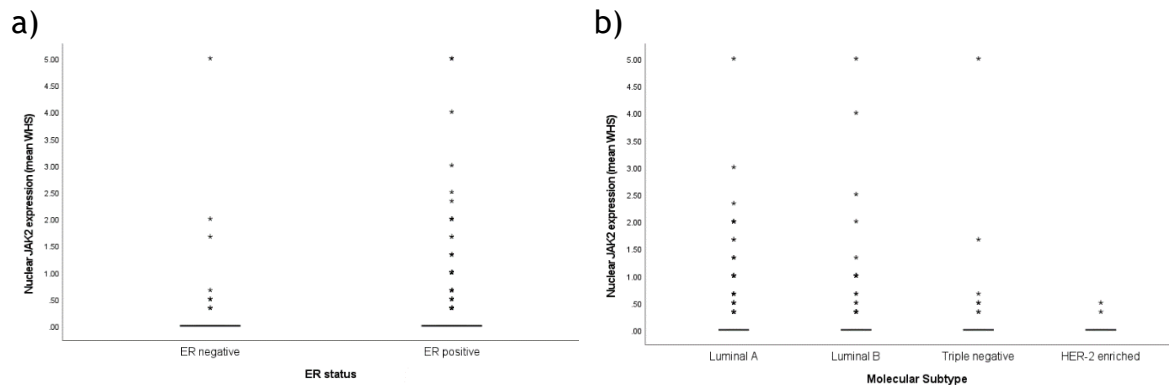 a)
Nuclear JAK2 expression (mean WHS)
5.00
4.50
4.00
3.50
3.00
2.50
2.00
1.50
1.00
.50
.00
ER negative
ER positive
ER status
b)
Nuclear JAK2 expression (mean WHS)
5.00
4.50
4.00
3.50
3.00
2.50
2.00
1.50
1.00
.50
.00
Luminal A
Luminal B
Triple negative
HER-2 enriched
Molecular Subtype